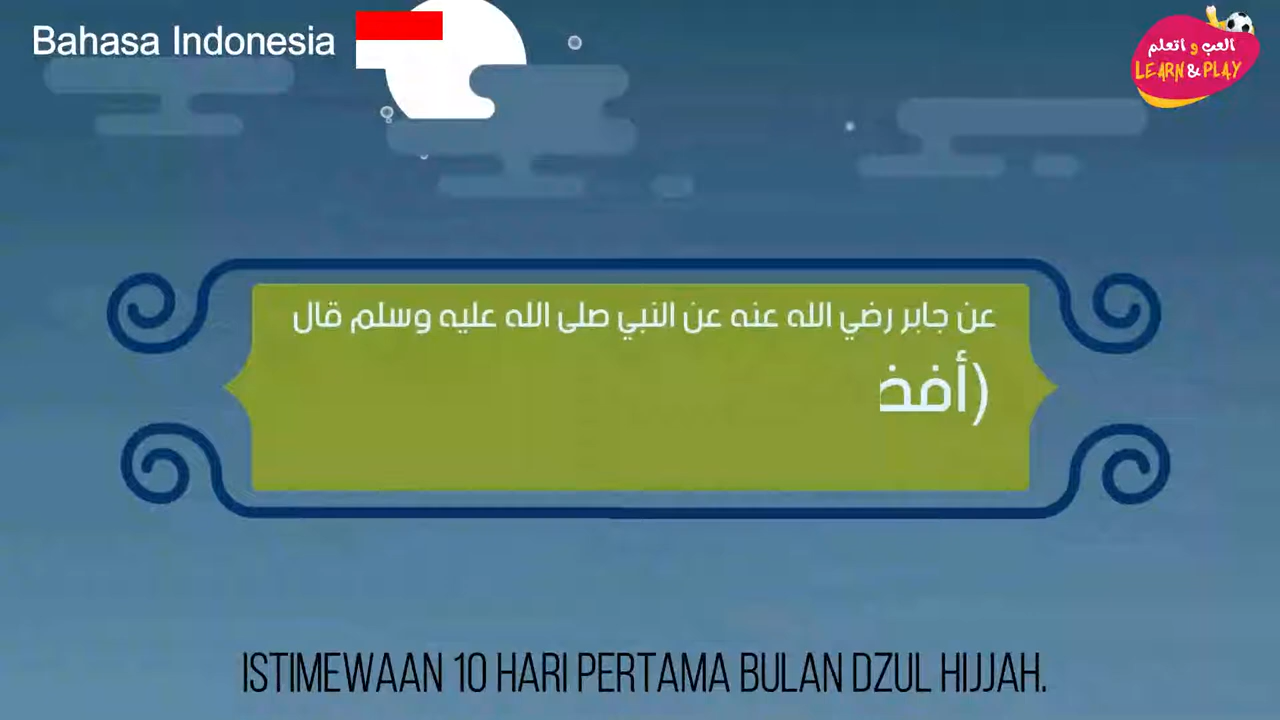 Bahasa Indonesia
العب و اتعلم
LEARN & PLAY
عن جابر رضي الله عنه عن النبي صلى الله عليه وسلم قال
(أفض
ISTIMEWAAN 10 HARI PERTAMA BULAN DZUL HIJJAH.